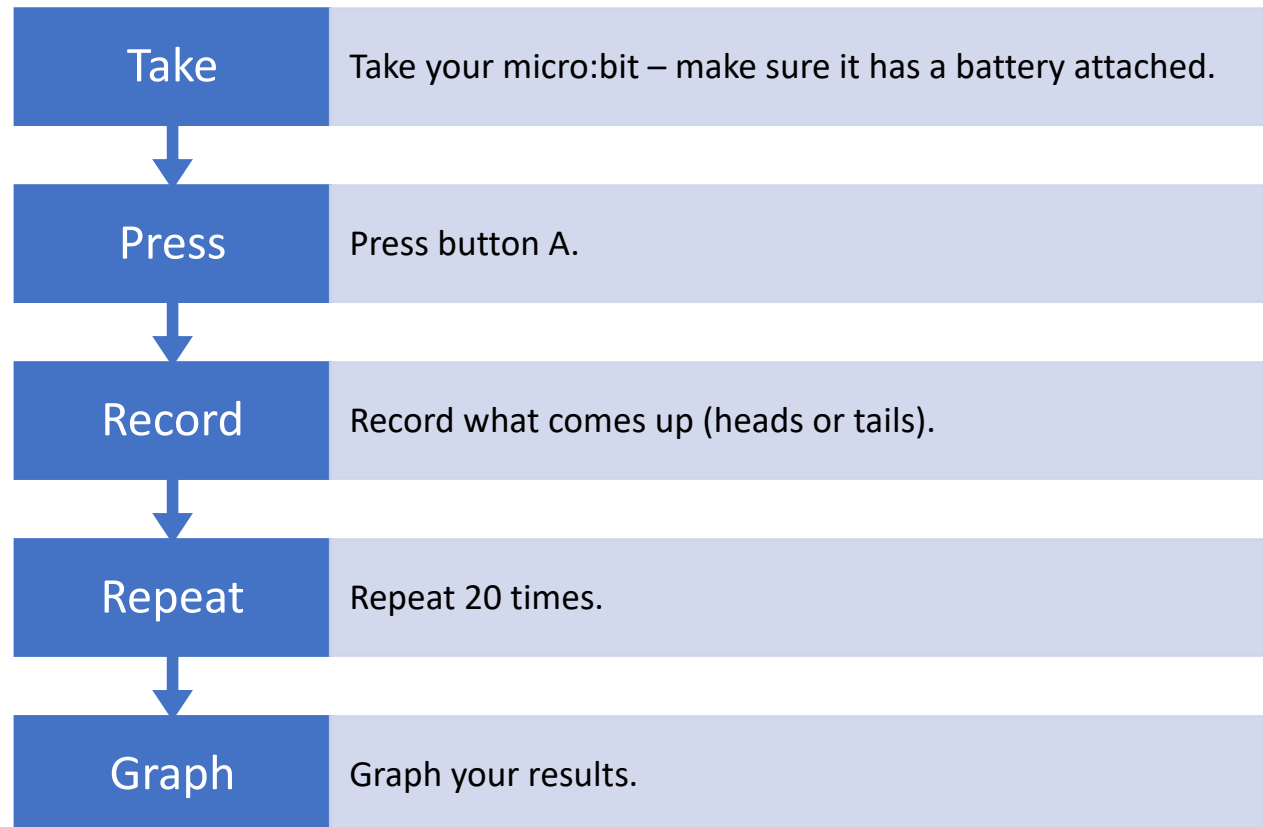 Take
Take your micro:bit – make sure it has a battery attached.
Press
Press button A.
Record
Record what comes up (heads or tails).
Repeat
Repeat 20 times.
Graph
Graph your results.